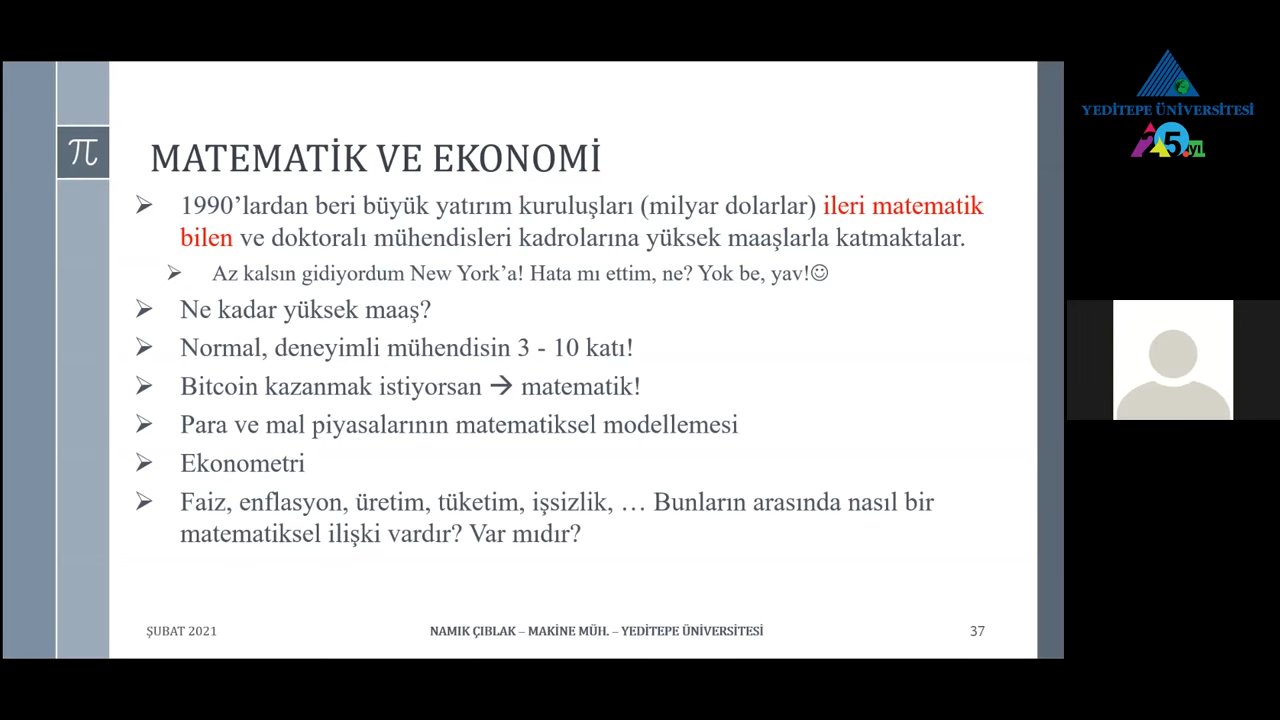 YEDİTEPE ÜNİVERSİTESİ
25.yıl
π
MATEMATİK VE EKONOMİ
1990’lardan beri büyük yatırım kuruluşları (milyar dolarlar) ileri matematik
bilen ve doktoralı mühendisleri kadrolarına yüksek maaşlarla katmaktalar.
Az kalsın gidiyordum New York’a! Hata mı ettim, ne? Yok be, yav!☺
Ne kadar yüksek maaş?
Normal, deneyimli mühendisin 3 - 10 katı!
Bitcoin kazanmak istiyorsan → matematik!
Para ve mal piyasalarının matematiksel modellemesi
Ekonometri
Faiz, enflasyon, üretim, tüketim, işsizlik, … Bunların arasında nasıl bir
matematiksel ilişki vardır? Var mıdır?
ŞUBAT 2021
NAMIK ÇIBLAK – MAKİNE MÜH. – YEDİTEPE ÜNİVERSİTESİ
37